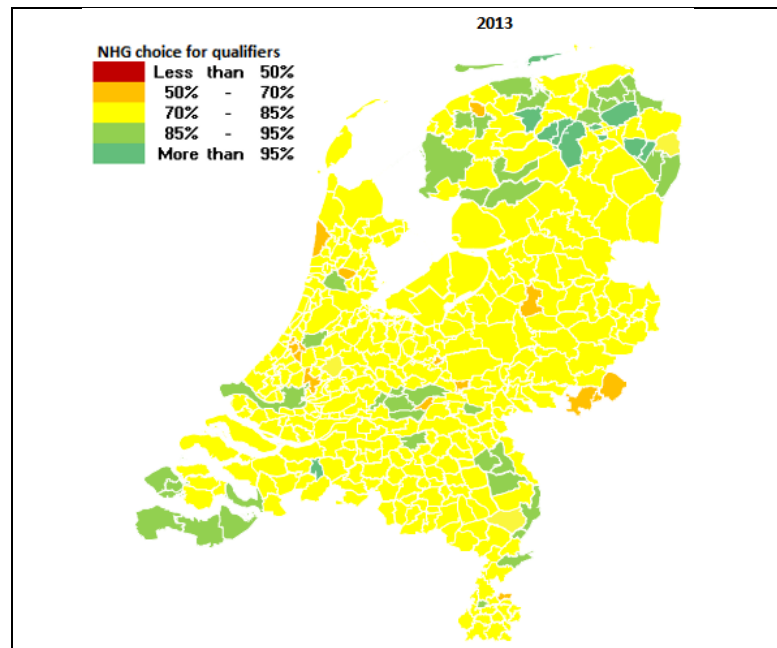 2013
NHG choice for qualifiers
Less than 50%
50% - 70%
70% - 85%
85% - 95%
More than 95%